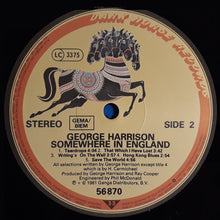 DARK HORSE RECORDS
LC 3375
GEMA/
BIEM
STEREO
SIDE 2
GEORGE HARRISON
SOMEWHERE IN ENGLAND
1. Teardrops 4:04 2. That Which I Have Lost 3:42
3. Writing's On The Wall 3:57 4. Hong Kong Blues 2:54
5. Save The World 4:56
All selections written by George Harrison except title 4
which is by H. Carmichael
Produced by George Harrison and Ray Cooper
Engineered by Phil McDonald
℗ © 1981 Ganga Distributors, B.V.
56870